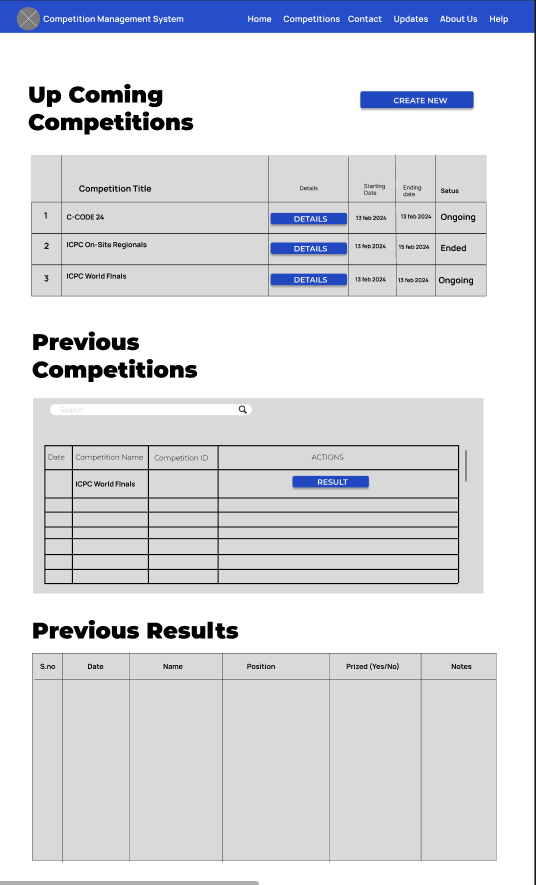 Competition Management System Home Competitions Contact Updates About Us Help
Up Coming
Competitions
CREATE NEW
Competition Title Details Starting Date Ending date Satus
1 C-CODE 24 DETAILS 13 feb 2024 13 feb 2024 Ongoing
2 ICPC On-Site Regionals DETAILS 13 feb 2024 15 feb 2024 Ended
3 ICPC World FInals DETAILS 13 feb 2024 13 feb 2024 Ongoing
Previous
Competitions
Search
Date Competition Name Competition ID ACTIONS
ICPC World FInals RESULT
Previous Results
S.no Date Name Position Prized (Yes/No) Notes